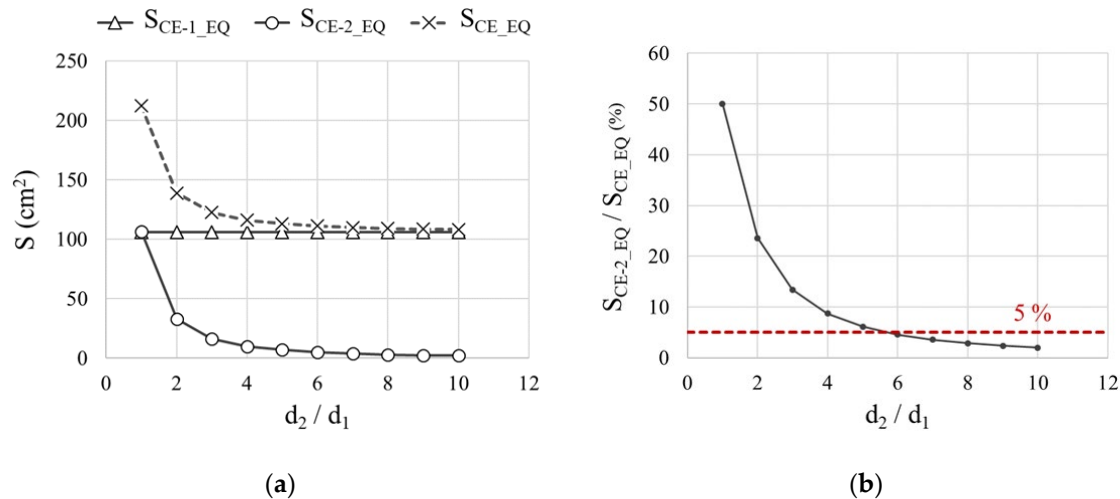 (a)
S_CE-1_EQ S_CE-2_EQ S_CE_EQ
250
200
150
100
50
0
S (cm²)
0 2 4 6 8 10 12
d₂ / d₁
(a)
(b)
60
50
40
30
20
10
0
S_CE-2_EQ / S_CE_EQ (%)
5 %
0 2 4 6 8 10 12
d₂ / d₁
(b)